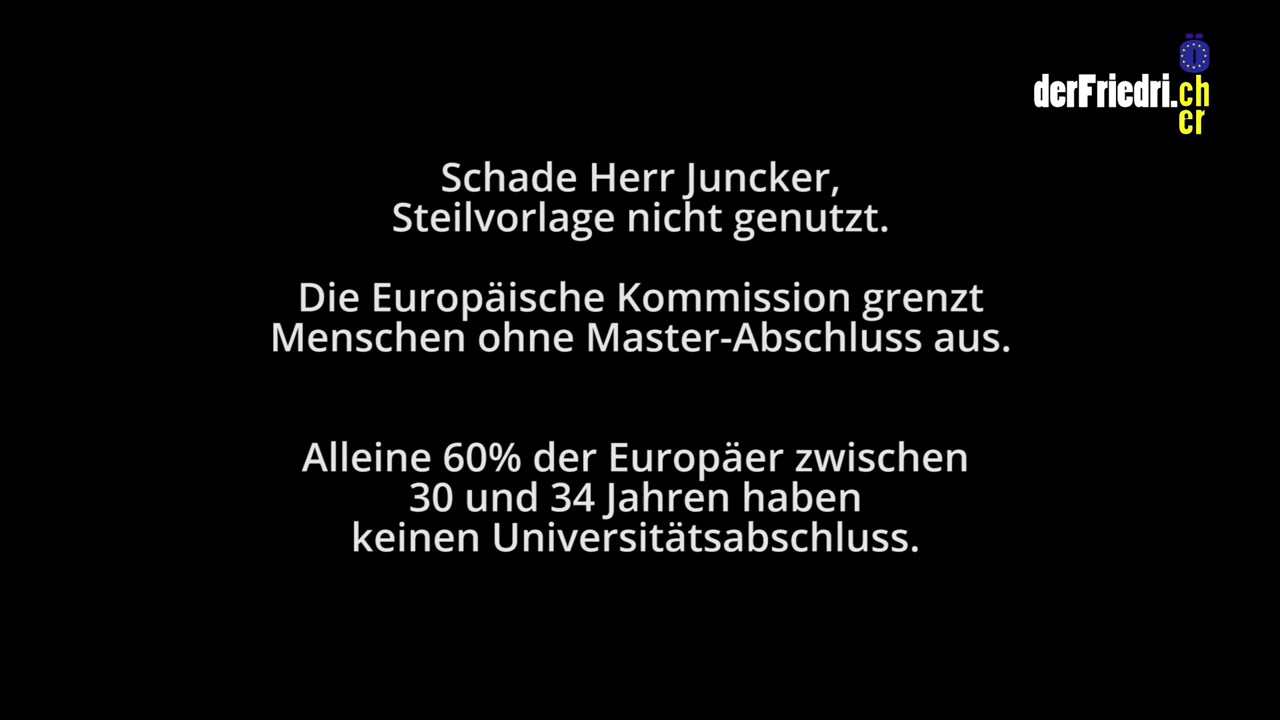 Ö
derFriedri.ch
er
Schade Herr Juncker,
Steilvorlage nicht genutzt.
Die Europäische Kommission grenzt
Menschen ohne Master-Abschluss aus.
Alleine 60% der Europäer zwischen
30 und 34 Jahren haben
keinen Universitätsabschluss.